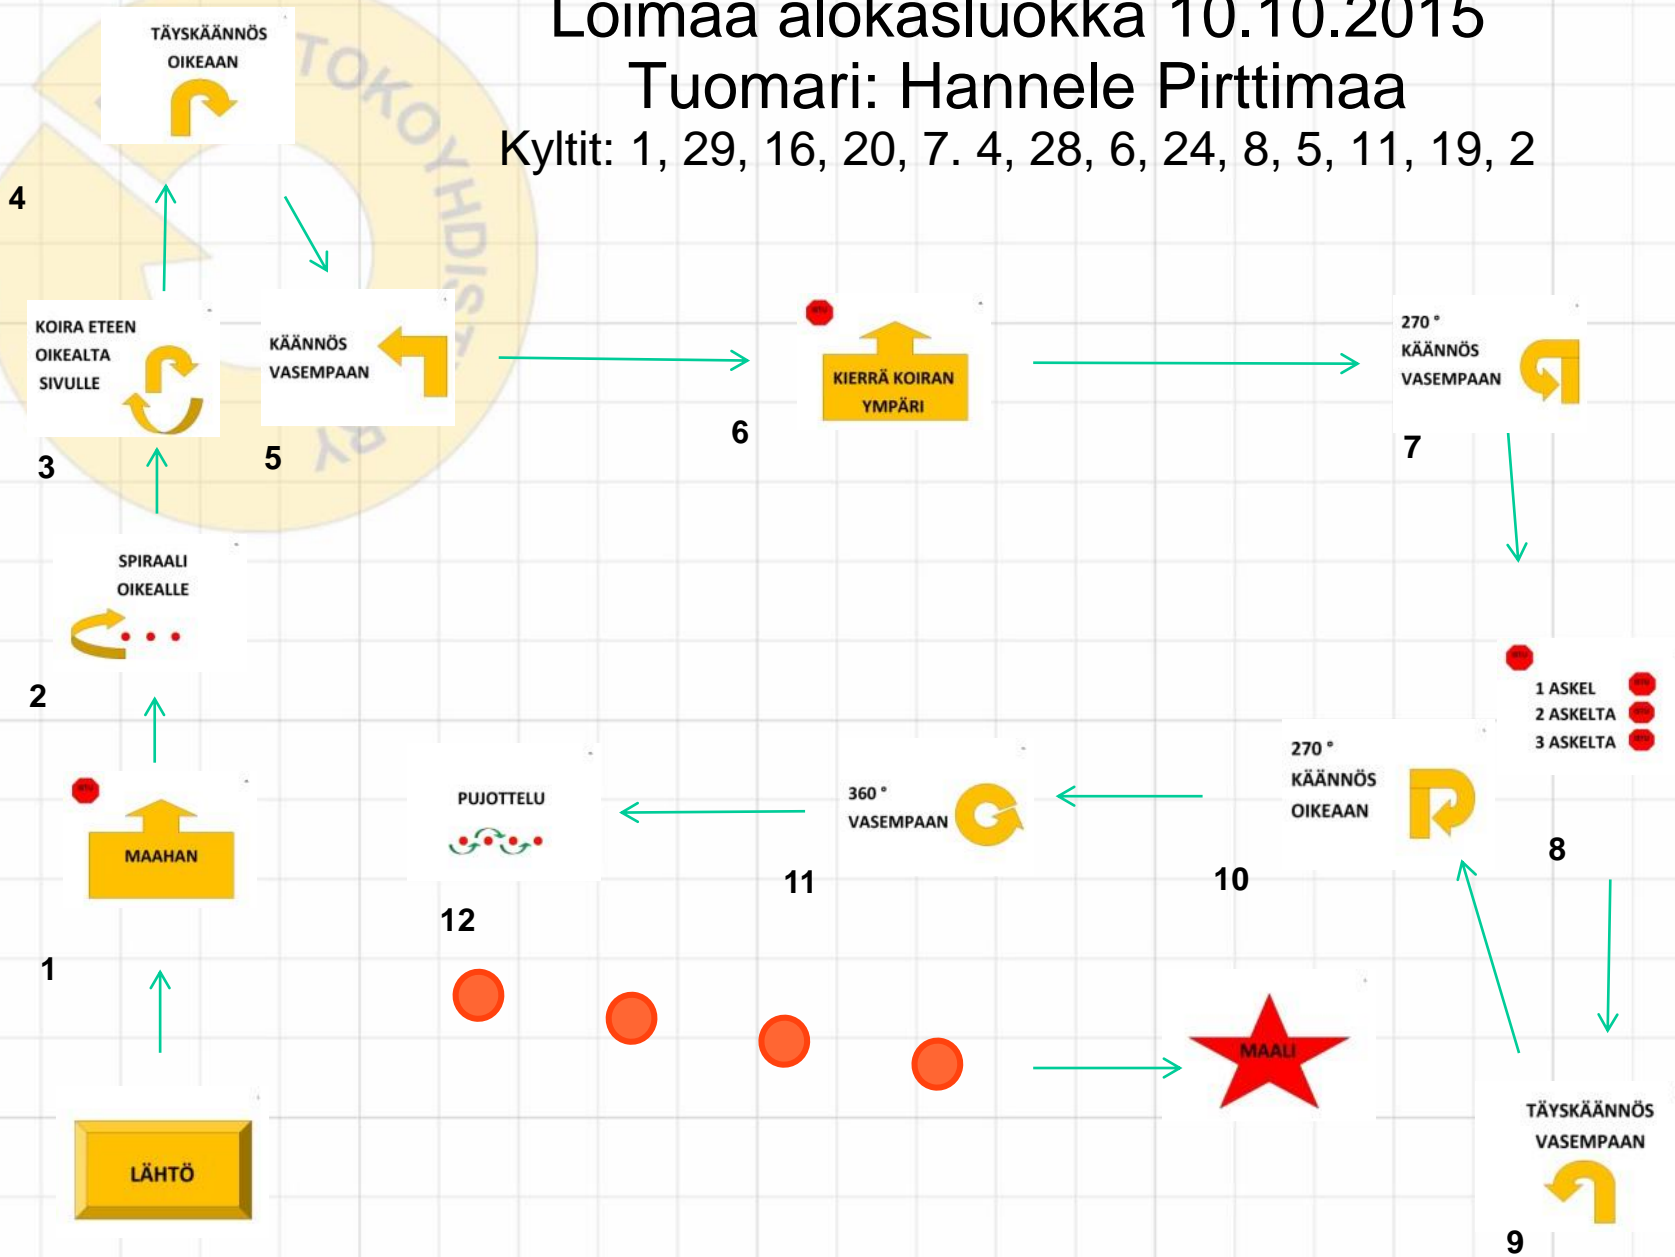 Loimaa alokasluokka 10.10.2015
Tuomari: Hannele Pirttimaa
Kyltit: 1, 29, 16, 20, 7. 4, 28, 6, 24, 8, 5, 11, 19, 2
TOKOYHDIST
RY
TÄYSKÄÄNNÖS
OIKEAAN
4
KOIRA ETEEN
OIKEALTA
SIVULLE
3
KÄÄNNÖS
VASEMPAAN
5
KIERRÄ KOIRAN
YMPÄRI
6
270 °
KÄÄNNÖS
VASEMPAAN
7
SPIRAALI
OIKEALLE
2
1 ASKEL
2 ASKELTA
3 ASKELTA
8
270 °
KÄÄNNÖS
OIKEAAN
10
360 °
VASEMPAAN
11
PUJOTTELU
12
MAAHAN
1
MAALI
LÄHTÖ
TÄYSKÄÄNNÖS
VASEMPAAN
9